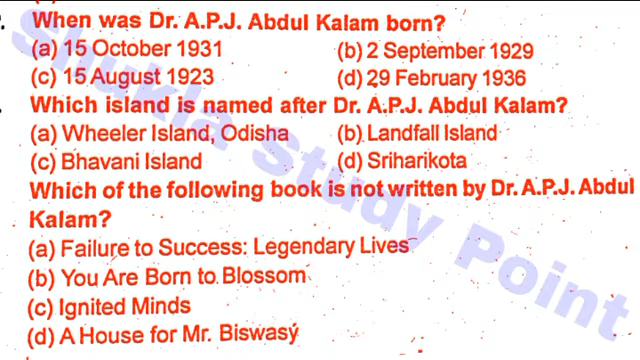 When was Dr. A.P.J. Abdul Kalam born?
(a) 15 October 1931 (b) 2 September 1929
(c) 15 August 1923 (d) 29 February 1936
Which island is named after Dr. A.P.J. Abdul Kalam?
(a) Wheeler Island, Odisha (b) Landfall Island
(c) Bhavani Island (d) Sriharikota
Which of the following book is not written by Dr. A.P.J. Abdul
Kalam?
(a) Failure to Success: Legendary Lives
(b) You Are Born to Blossom
(c) Ignited Minds
(d) A House for Mr. Biswasy
Shukla Study Point